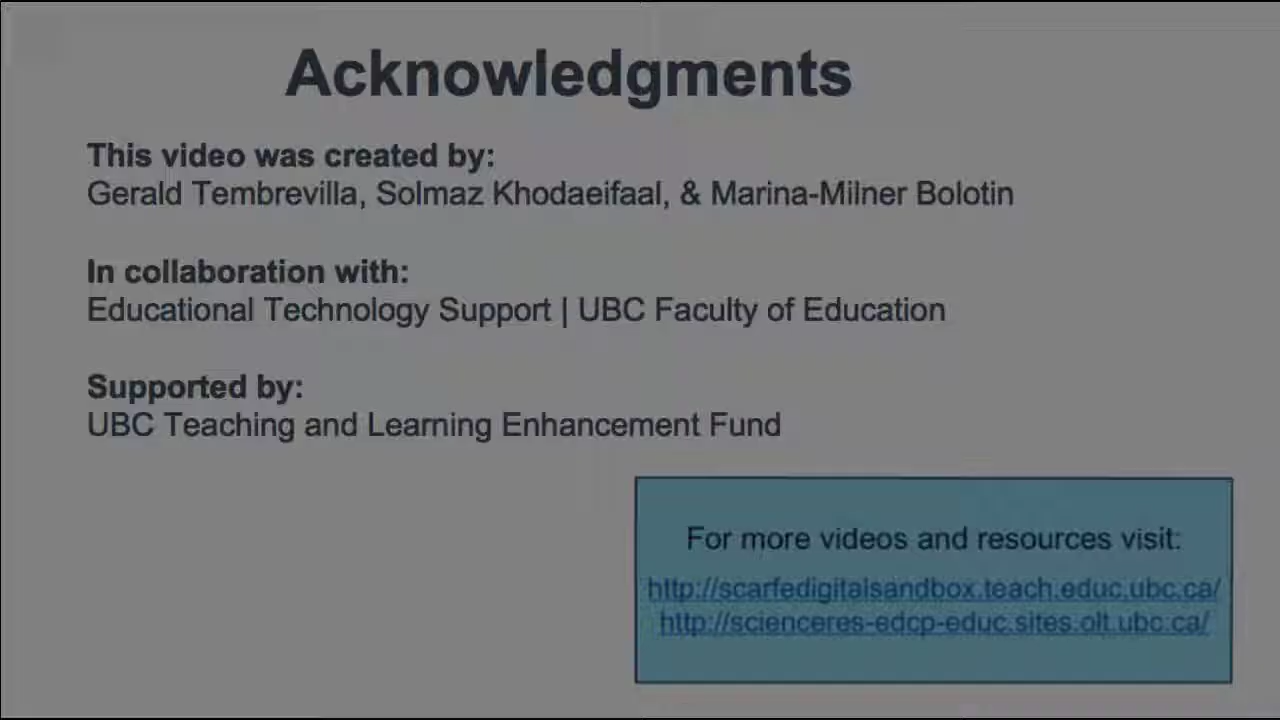 Acknowledgments
This video was created by:
Gerald Tembrevilla, Solmaz Khodaeifaal, & Marina-Milner Bolotin
In collaboration with:
Educational Technology Support | UBC Faculty of Education
Supported by:
UBC Teaching and Learning Enhancement Fund
For more videos and resources visit:
http://scarfedigitalsandbox.teach.educ.ubc.ca/
http://scienceres-edcp-educ.sites.olt.ubc.ca/